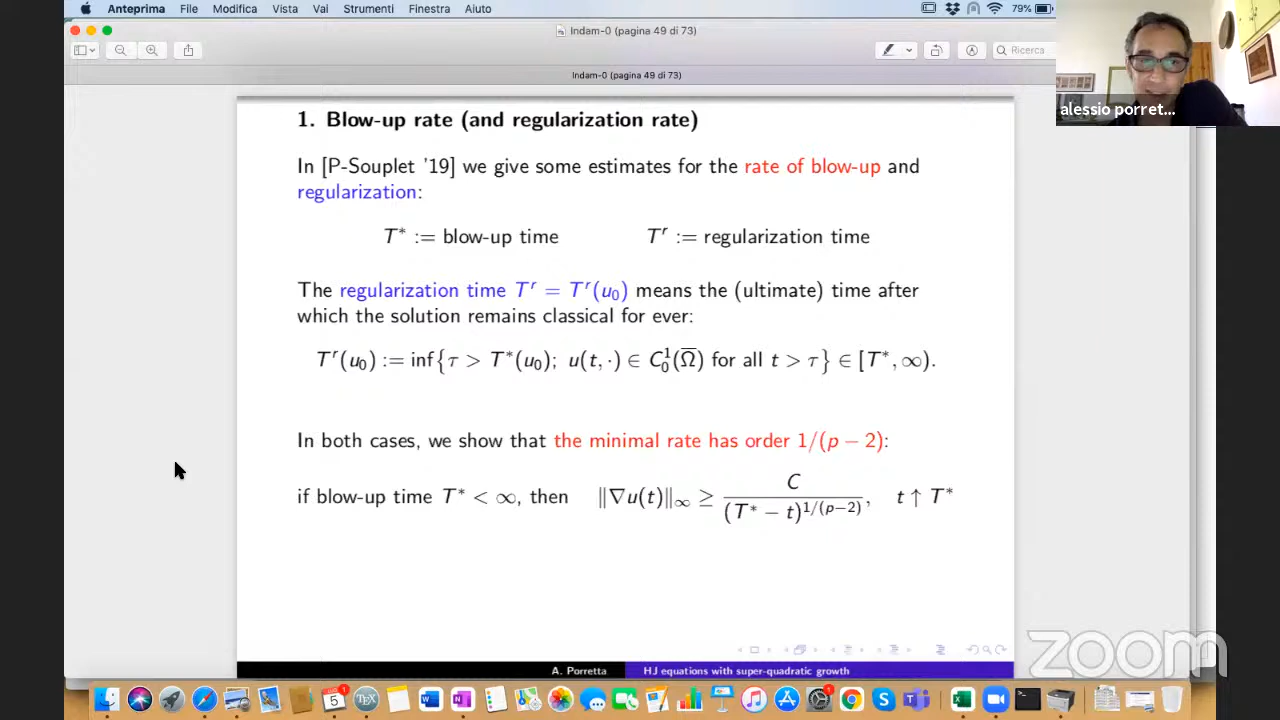 Anteprima File Modifica Vista Vai Strumenti Finestra Aiuto 79%
Indam-0 (pagina 49 di 73)
Ricerca
Indam-0 (pagina 49 di 73)
alessio porret...
1. Blow-up rate (and regularization rate)
In [P-Souplet '19] we give some estimates for the rate of blow-up and
regularization:
T* := blow-up time T^r := regularization time
The regularization time T^r = T^r(u₀) means the (ultimate) time after
which the solution remains classical for ever:
T^r(u₀) := inf{τ > T*(u₀); u(t, ·) ∈ C₀¹(Ω̅) for all t > τ} ∈ [T*, ∞).
In both cases, we show that the minimal rate has order 1/(p − 2):
if blow-up time T* < ∞, then ‖∇u(t)‖∞ ≥ C / (T* − t)^{1/(p−2)}, t ↑ T*
A. Porretta HJ equations with super-quadratic growth
zoom